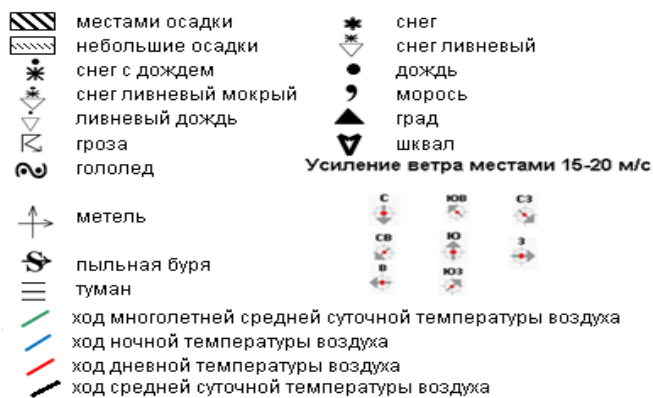 местами осадки снег
небольшие осадки снег ливневый
снег с дождем дождь
снег ливневый мокрый морось
ливневый дождь град
гроза шквал
гололед Усиление ветра местами 15-20 м/с
С ЮВ СЗ
метель
СВ Ю З
пыльная буря В ЮЗ
туман
ход многолетней средней суточной температуры воздуха
ход ночной температуры воздуха
ход дневной температуры воздуха
ход средней суточной температуры воздуха